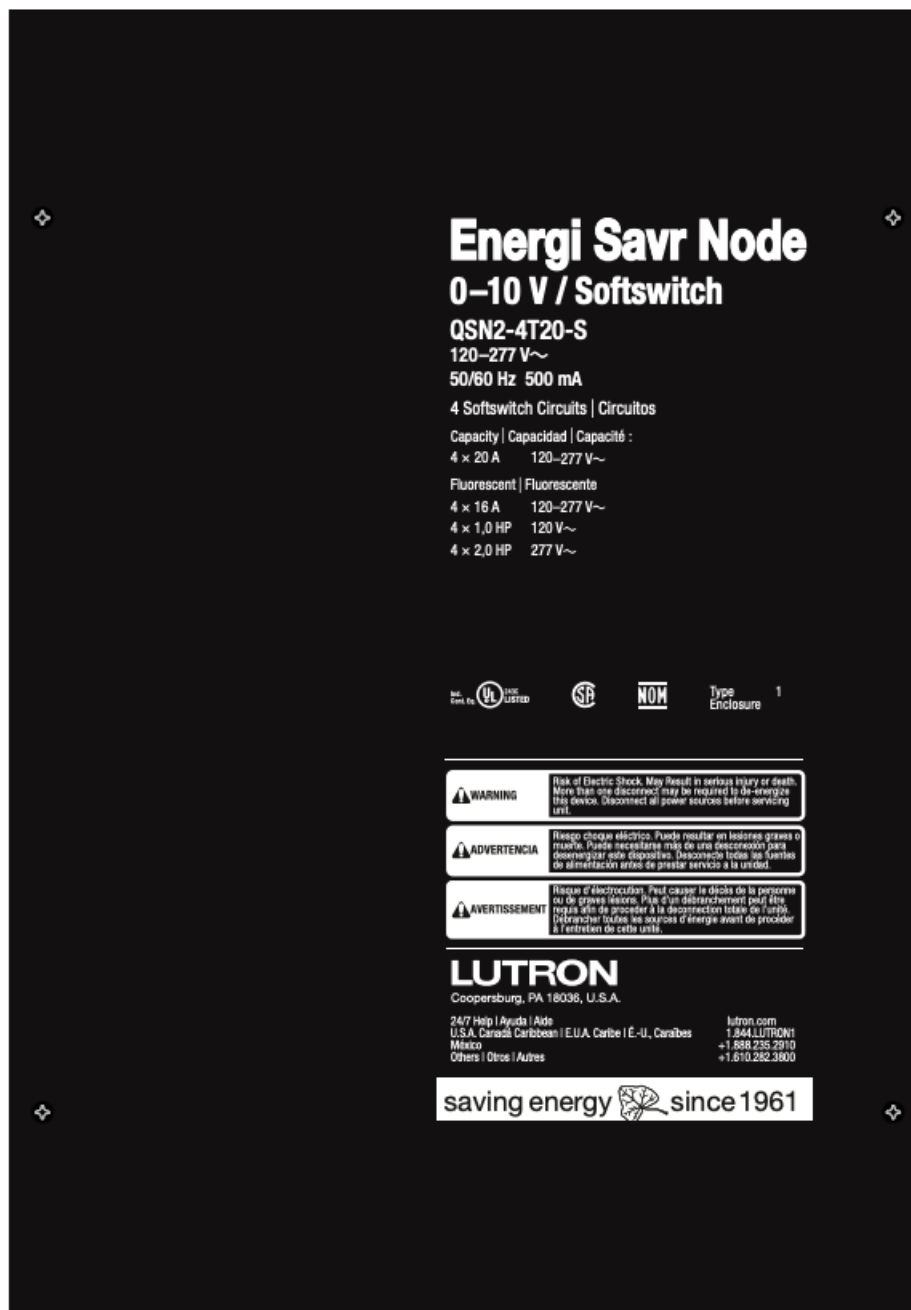 Energi Savr Node
0–10 V / Softswitch
QSN2-4T20-S
120–277 V~
50/60 Hz 500 mA
4 Softswitch Circuits | Circuitos
Capacity | Capacidad | Capacité :
4 × 20 A 120–277 V~
Fluorescent | Fluorescente
4 × 16 A 120–277 V~
4 × 1,0 HP 120 V~
4 × 2,0 HP 277 V~
Ind.
Cont. Eq.
UL
LISTED
SA
NOM
Type 1
Enclosure
WARNING
Risk of Electric Shock. May Result in serious injury or death.
More than one disconnect may be required to de-energize
this device. Disconnect all power sources before servicing
unit.
ADVERTENCIA
Riesgo choque eléctrico. Puede resultar en lesiones graves o
muerte. Puede necesitarse más de una desconexión para
desenergizar este dispositivo. Desconecte todas las fuentes
de alimentación antes de prestar servicio a la unidad.
AVERTISSEMENT
Risque d'électrocution. Peut causer le décès de la personne
ou de graves lésions. Plus d'un débranchement peut être
requis afin de proceder à la deconnection totale de l'unité.
Débrancher toutes les sources d'énergie avant de procéder
à l'entretien de cette unité.
LUTRON
Coopersburg, PA 18036, U.S.A.
24/7 Help | Ayuda | Aide lutron.com
U.S.A. Canadá Caribbean | E.U.A. Caribe | É.-U., Caraïbes 1.844.LUTRON1
México +1.888.235.2910
Others | Otros | Autres +1.610.282.3800
saving energy since 1961